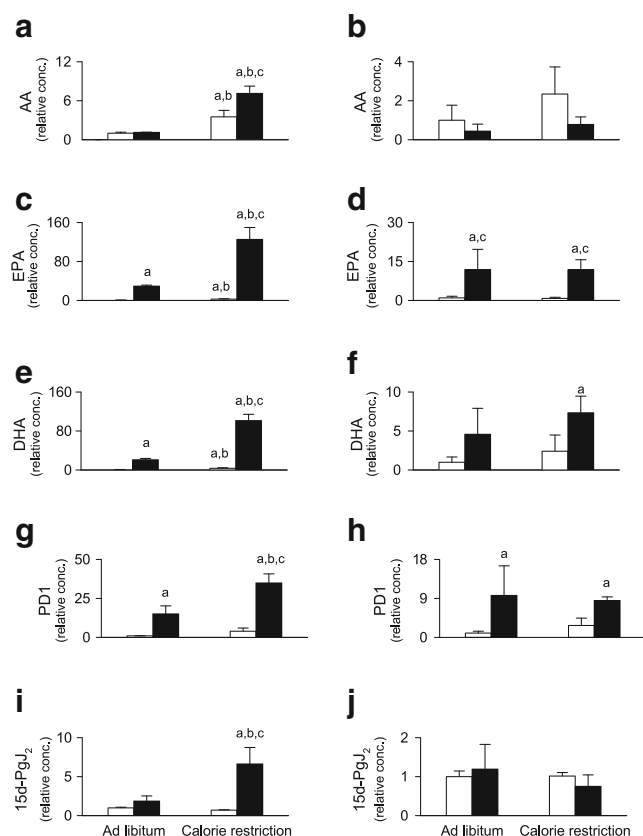 a
AA
(relative conc.)
12
6
0
a,b
a,b,c
b
AA
(relative conc.)
4
2
0
c
EPA
(relative conc.)
160
80
0
a
a,b
a,b,c
d
EPA
(relative conc.)
30
15
0
a,c
a,c
e
DHA
(relative conc.)
160
80
0
a
a,b
a,b,c
f
DHA
(relative conc.)
10
5
0
a
g
PD1
(relative conc.)
50
25
0
a
a,b,c
h
PD1
(relative conc.)
18
9
0
a
a
i
15d-PgJ2
(relative conc.)
10
5
0
a,b,c
Ad libitum Calorie restriction
j
15d-PgJ2
(relative conc.)
2
1
0
Ad libitum Calorie restriction